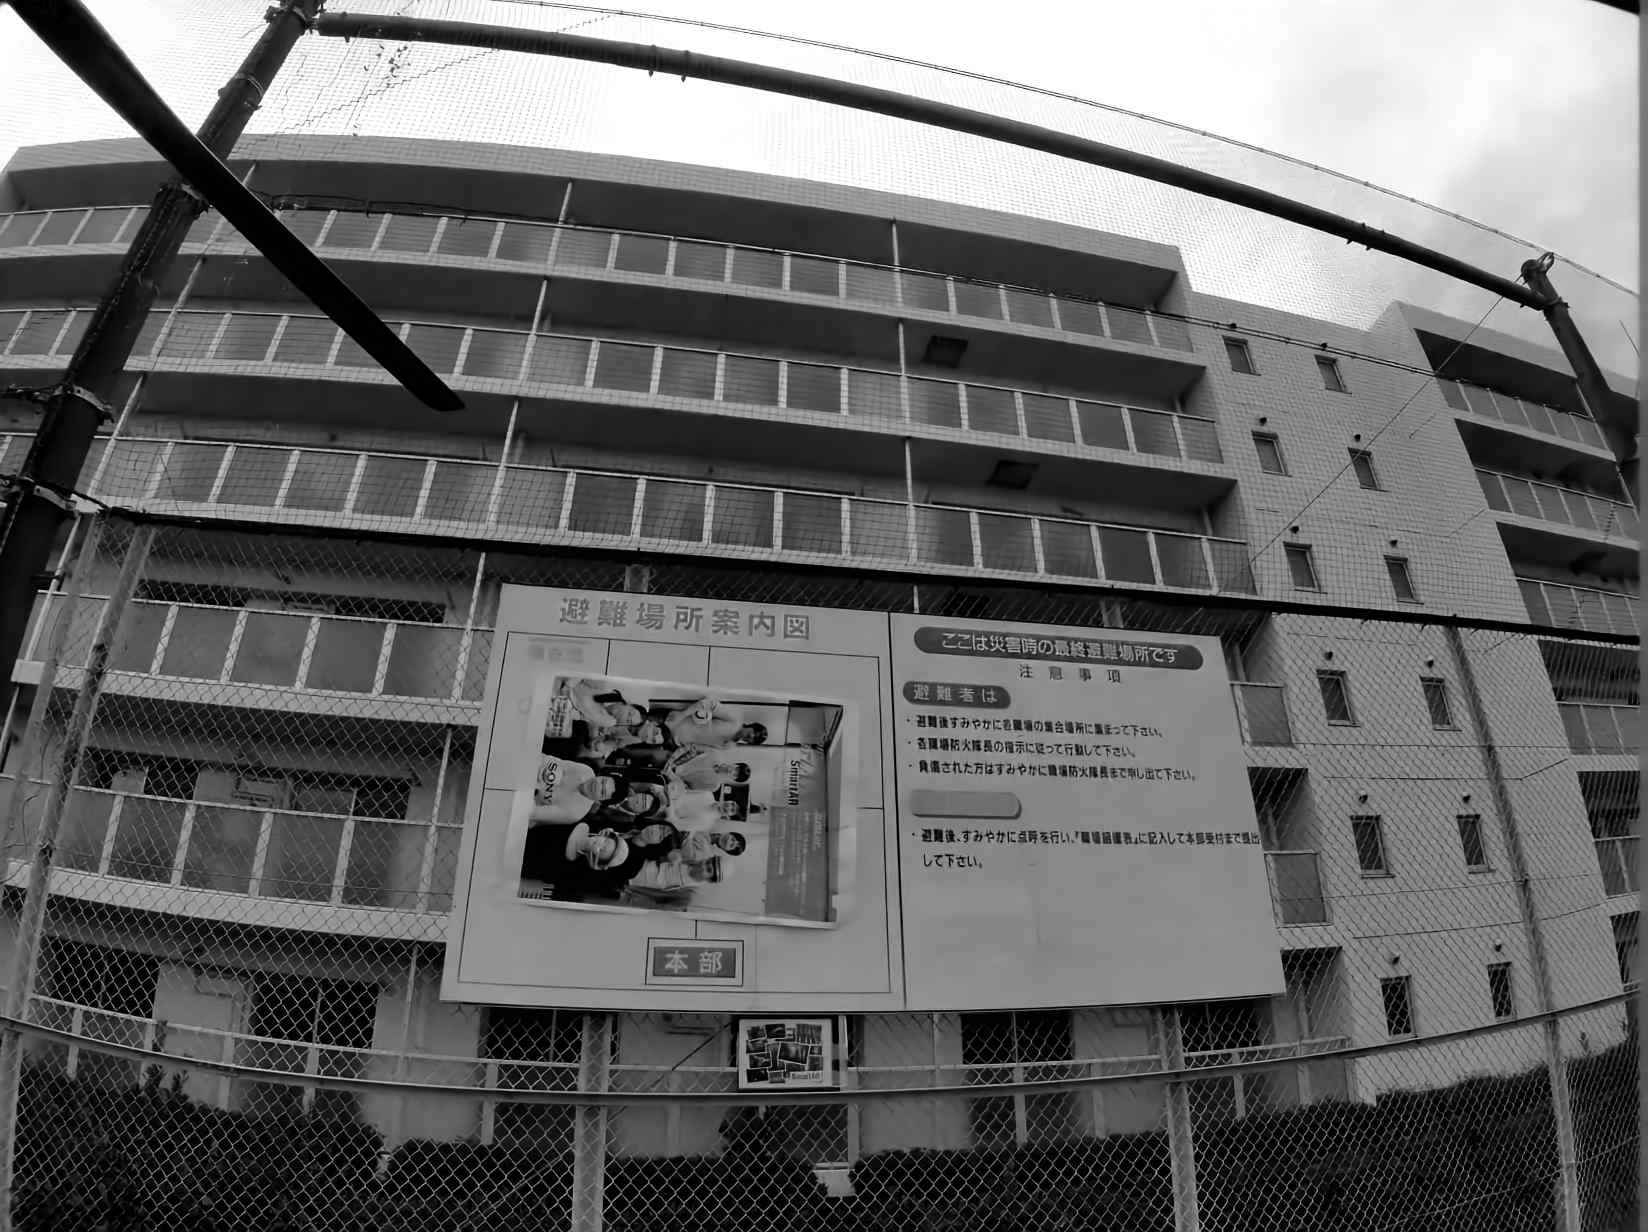 避難場所案内図
本部
SONY
SmartAR
ここは災害時の最終避難場所です
注意事項
避難者は
・避難後すみやかに各職場の集合場所に集まって下さい。
・各職場防火隊長の指示に従って行動して下さい。
・負傷された方はすみやかに職場防火隊長まで申し出て下さい。
・避難後、すみやかに点呼を行い、『職場 』に記入して本部受付まで提出
して下さい。